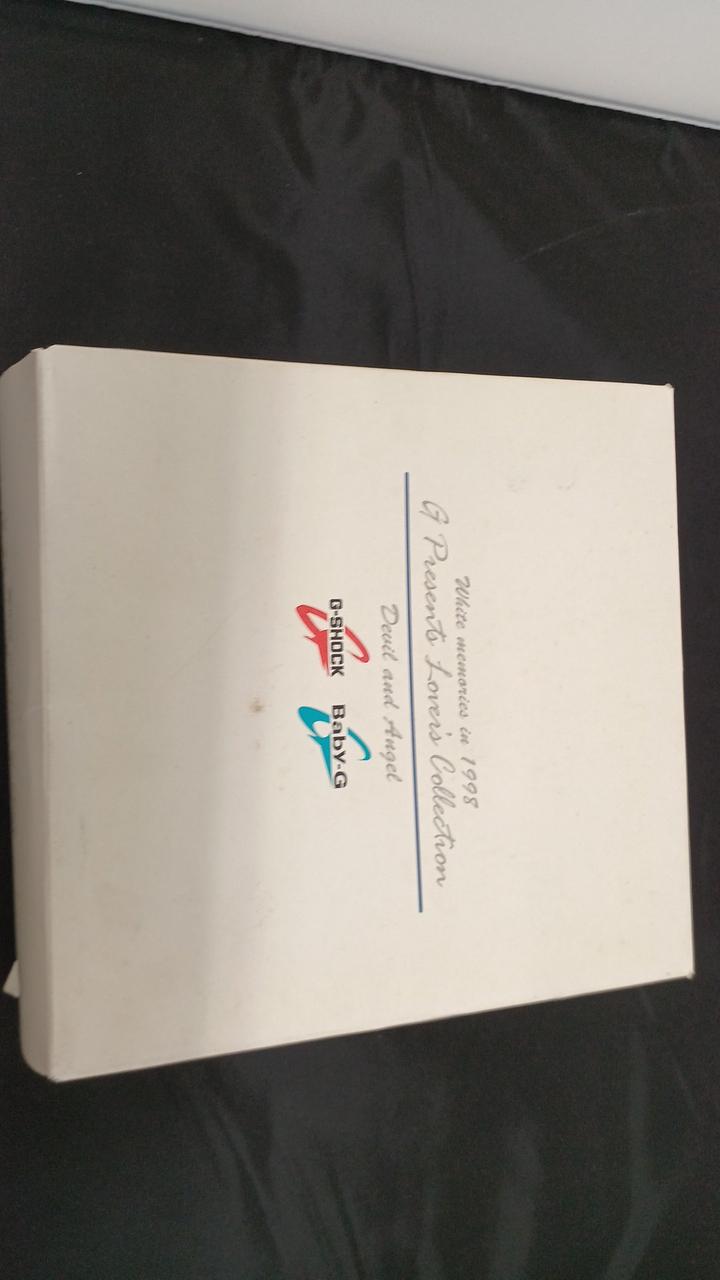 White memories in 1998
G Presents Lover's Collection
Devil and Angel
G-SHOCK Baby-G